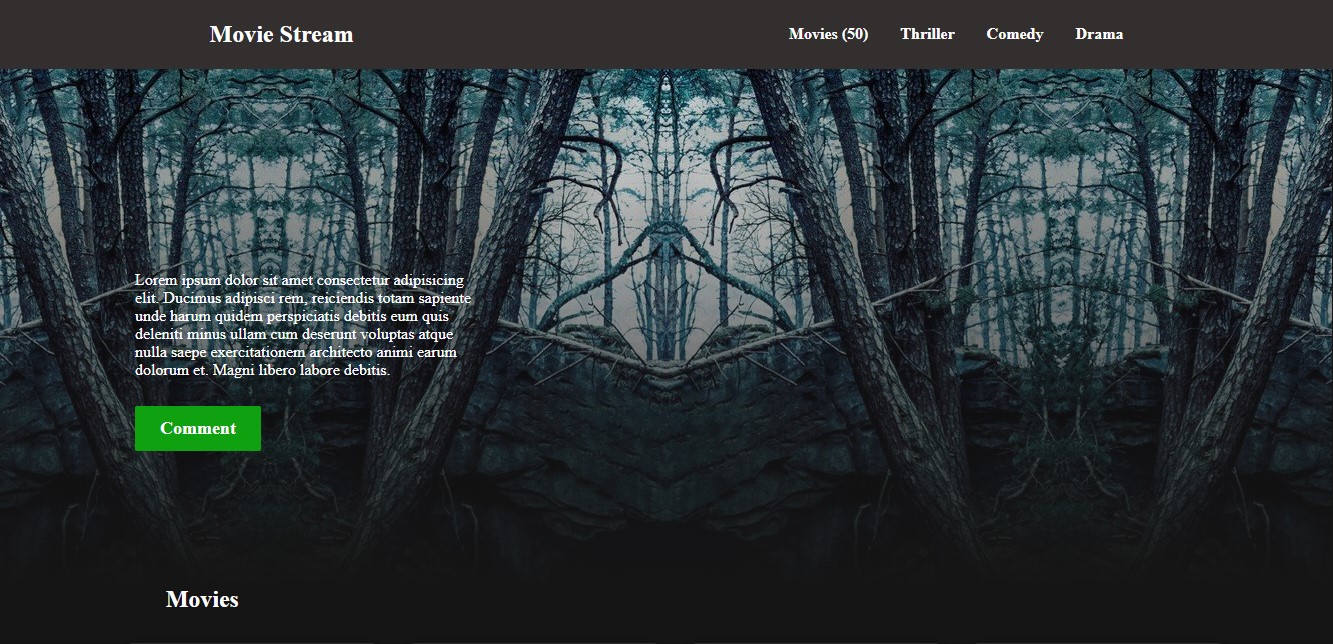 Movie Stream
Movies (50) Thriller Comedy Drama
Lorem ipsum dolor sit amet consectetur adipisicing
elit. Ducimus adipisci rem, reiciendis totam sapiente
unde harum quidem perspiciatis debitis eum quis
deleniti minus ullam cum deserunt voluptas atque
nulla saepe exercitationem architecto animi earum
dolorum et. Magni libero labore debitis.
Comment
Movies